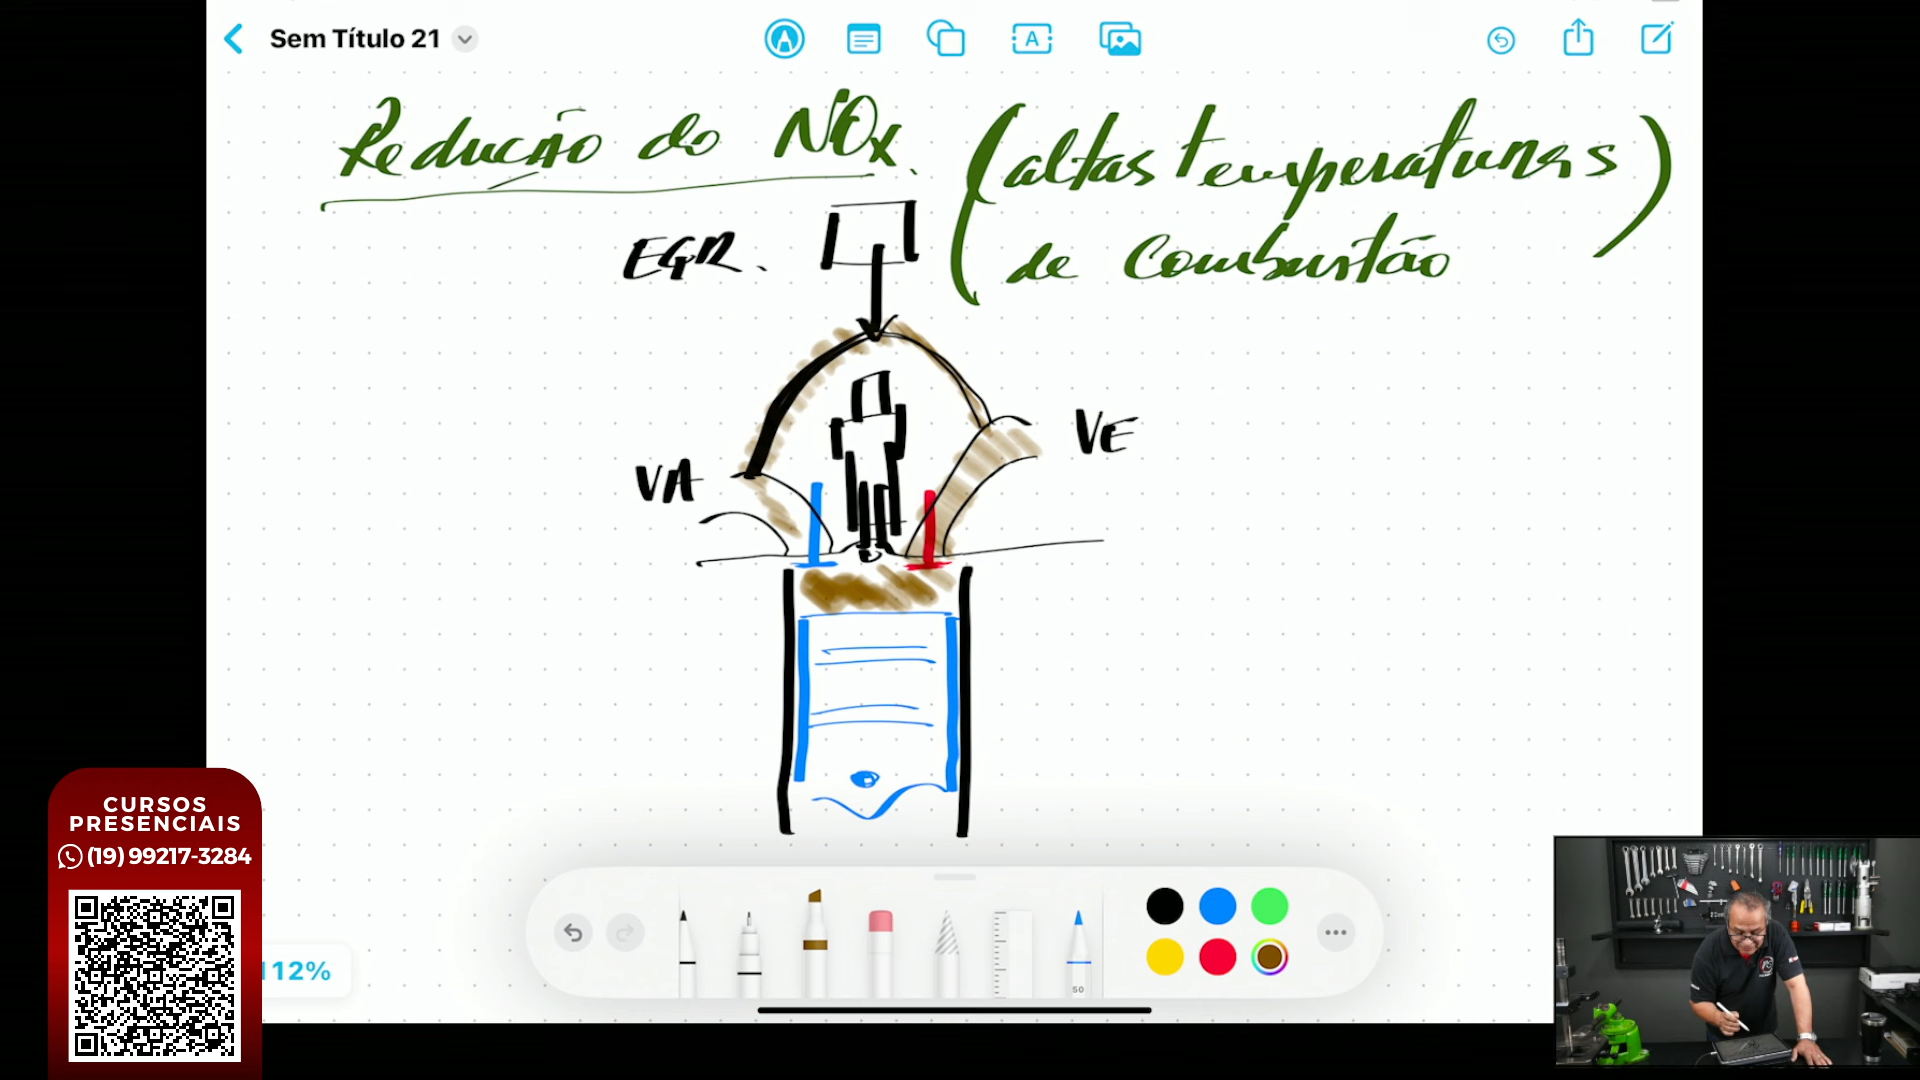 Sem Título 21
Redução do NOx. (altas temperaturas)
de Combustão
EGR.
VE
VA
CURSOS
PRESENCIAIS
(19) 99217-3284
112%
50